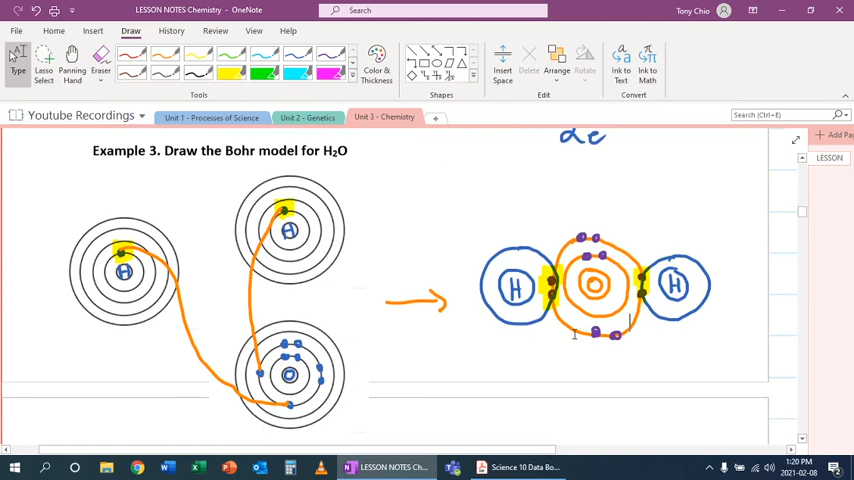 LESSON NOTES Chemistry - OneNote
Search
Tony Chio
File Home Insert Draw History Review View Help
Type
Lasso Select
Panning Hand
Eraser
Color & Thickness
Insert Space
Delete
Arrange
Rotate
Ink to Text
Ink to Math
Tools
Shapes
Edit
Convert
Youtube Recordings
Unit 1 - Processes of Science
Unit 2 - Genetics
Unit 3 - Chemistry
+
Search (Ctrl+E)
Add Pag
LESSON
Example 3. Draw the Bohr model for H₂O
H
H
O
H
H
LESSON NOTES Ch...
Science 10 Data Bo...
1:20 PM
2021-02-08
2